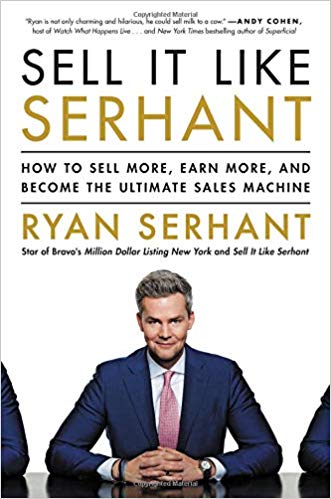 "Ryan is not only charming and hilarious, he could sell milk to a cow." —ANDY COHEN,
host of Watch What Happens Live . . . and New York Times bestselling author of Superficial
SELL IT LIKE
SERHANT
HOW TO SELL MORE, EARN MORE, AND
BECOME THE ULTIMATE SALES MACHINE
RYAN SERHANT
Star of Bravo's Million Dollar Listing New York and Sell It Like Serhant